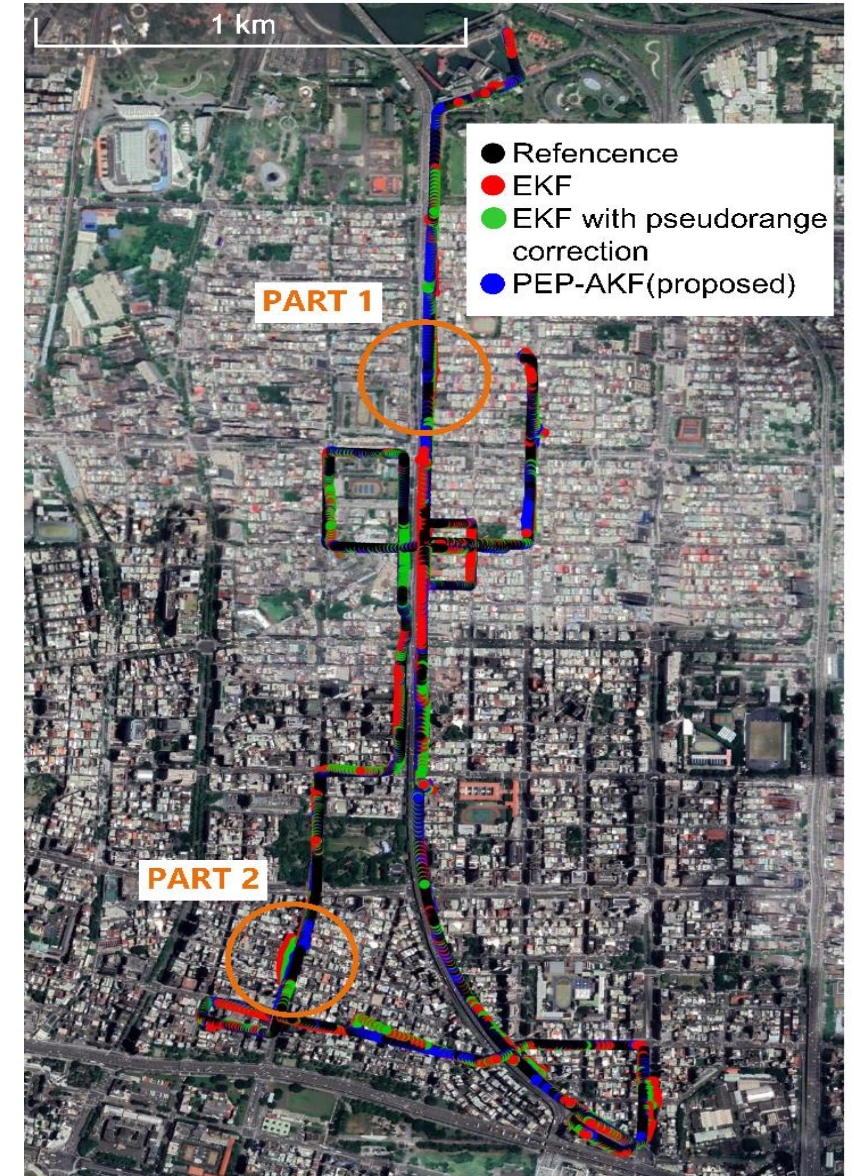 1 km
Refencence
EKF
EKF with pseudorange
correction
PEP-AKF(proposed)
PART 1
PART 2